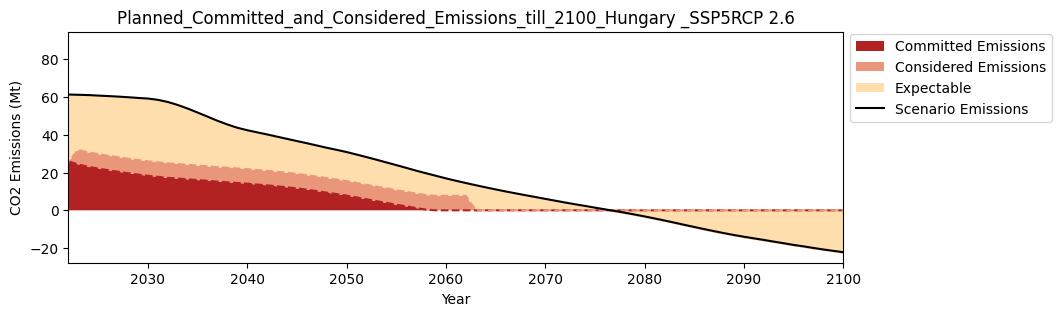 Planned_Committed_and_Considered_Emissions_till_2100_Hungary _SSP5RCP 2.6
80
60
40
20
0
−20
CO2 Emissions (Mt)
2030
2040
2050
2060
2070
2080
2090
2100
Year
Committed Emissions
Considered Emissions
Expectable
Scenario Emissions